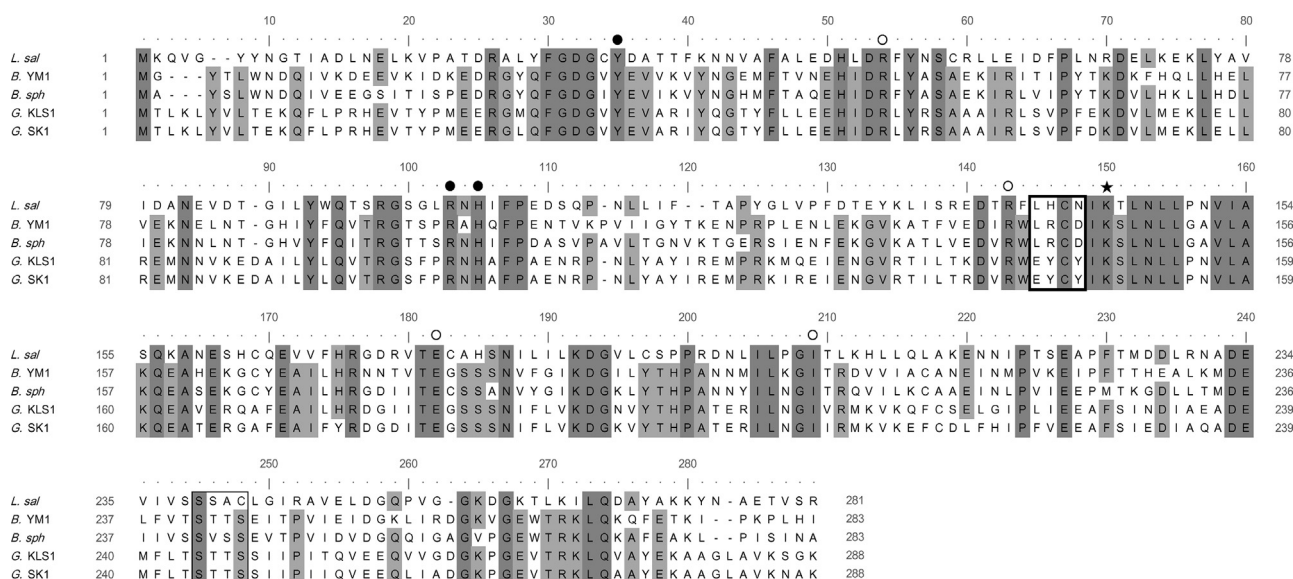 10 20 30 40 50 60 70 80
L. sal 1 MKQVG--YYNGTIADLNELKVPATDRALYFGDGCYDATTFKNNVAFALEDHLDRFYNSCRLLEIDFPLNRDELKEKLYAV 78
B. YM1 1 MG---YTLWNDQIVKDEEVKIDKEDRGYQFGDGVYEVVKVYNGEMFTVNEHIDRLYASAEKIRITIPYTKDKFHQLLHEL 77
B. sph 1 MA---YSLWNDQIVEEGSITISPEDRGYQFGDGIYEVIKVYNGHMFTAQEHIDRFYASAEKIRLVIPYTKDVLHKLLHDL 77
G. KLS1 1 MTLKLYVLTEKQFLPRHEVTYPMEERGMQFGDGVYEVARIYQGTYFLLEEHIDRLYRSAAAIRLSVPFEKDVLMEKLELL 80
G. SK1 1 MTLKLYVLTEKQFLPRHEVTYPMEERGLQFGDGVYEVARIYQGTYFLLEEHIDRLYRSAAAIRLSVPFDKDVLMEKLELL 80
90 100 110 120 130 140 150 160
L. sal 79 IDANEVDT-GILYWQTSRGSGLRNHIFPEDSQP-NLLIF--TAPYGLVPFDTEYKLISREDTRFLHCNIKTLNLLPNVIA 154
B. YM1 78 VEKNELNT-GHIYFQITRGTTSRAHQFPENTVKPVIIGYTKENPRPLENLEKGVKATFVEDIRWLRCDIKSLNLLGAVLA 156
B. sph 78 IEKNNLNT-GHVYFQITRGTTSRNHIFPDASVPAVLTGNVKTGERSIENFEKGVKATLVEDIRWLRCDIKSLNLLGAVLA 156
G. KLS1 81 REMNNVKEDAILYLQVTRGSFPRNHAFPAENRP-NLYAYIREMPRKMQEIENGVRTILTKDVRWEYCYIKSLNLLPNVLA 159
G. SK1 81 REMNNVKEDAILYLQVTRGSFPRNHAFPAENRP-NLYAYIREMPRKIREIENGVRTILTRDVRWEYCYIKSLNLLPNVLA 159
170 180 190 200 210 220 230 240
L. sal 155 SQKANESHCQEVVFHRGDRVTECAHSNILILKDGVLCSPPRDNLILPGITLKHLLQLAKENNIPTSEAPFTMDDLRNADE 234
B. YM1 157 KQEAHEKGCYEAILHRNNTVTEGSSSNVFGIKDGILYTHPANNMILKGITRDVVIACANEINMPVKEIPFTTHEALKMDE 236
B. sph 157 KQEASEKGCYEAILHRGDIITECSSANVYGIKDGKLYTHPANNYILNGITRQVILKCAAEINLPVIEEPMTKGDLLTMDE 236
G. KLS1 160 KQEAVERQAFEAILHRDGIITEGSSSNIFLVKDGNVYTHPATERILNGIVRMKVKQFCSELGIPLIEEAFSINDIAEADE 239
G. SK1 160 KQEATERGAFEAIFYRDGDITEGSSSNIFLVKDGKVYTHPATERILNGIIRMKVKEFCDLFHIPFVEEAFSIEDIAQADE 239
250 260 270 280
L. sal 235 VIVSSSACLGIRAVELDGQPVG-GKDGKTLKILQDAYAKKYN-AETVSR 281
B. YM1 237 LFVTSTTSEITPVIEIDGKLIRDGKVGEWTRKLQKQFETKI--PKPLHI 283
B. sph 237 IIVSSVSSEVTPVIDVDGQQIGAGVPGEWTRKLQKAFEAKL--PISINA 283
G. KLS1 240 MFLTSTTSSIIPITQVEEQVVGDGKPGEVTRKLQVAYEKAAGLAVKSGK 288
G. SK1 240 MFLTSTTSSIIPIIQVEEQLIADGKPGEVTRKLQAAYEKAAGLAVKNAK 288